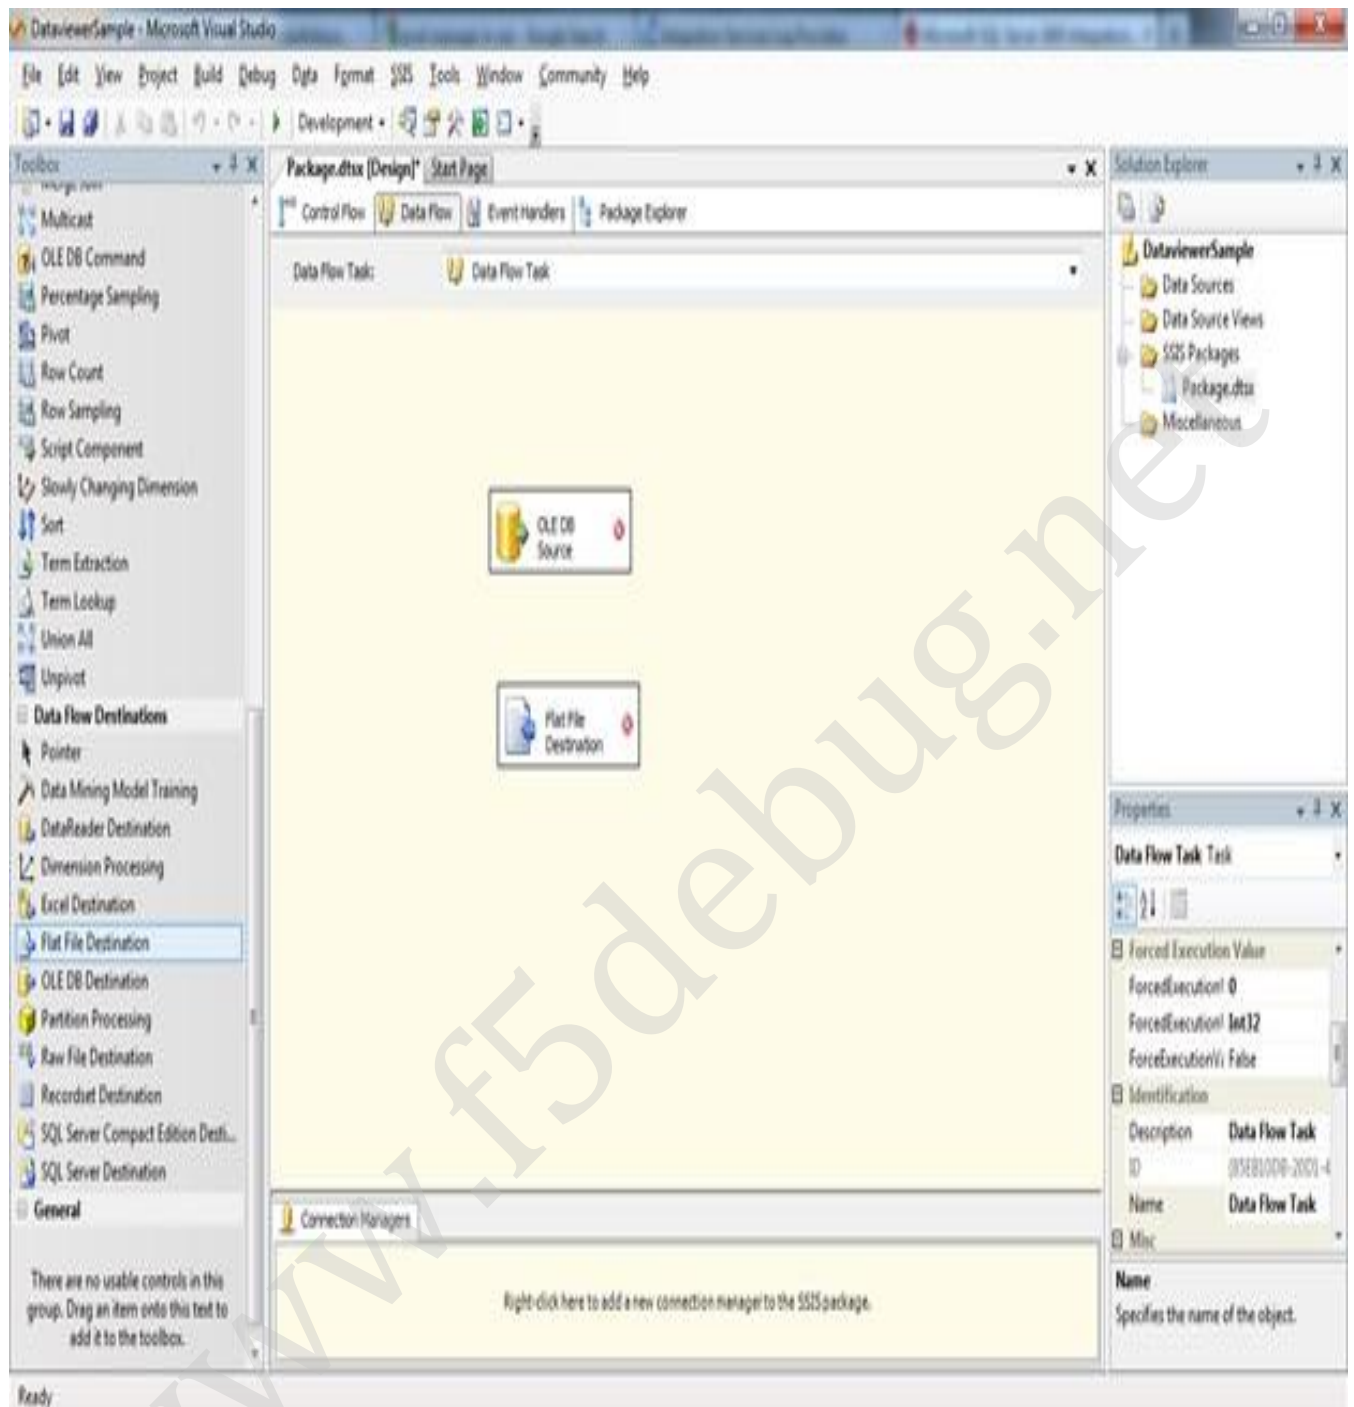 DataviewerSample - Microsoft Visual Studio
File Edit View Project Build Debug Data Format SSIS Tools Window Community Help
Development
Toolbox
Multicast
OLE DB Command
Percentage Sampling
Pivot
Row Count
Row Sampling
Script Component
Slowly Changing Dimension
Sort
Term Extraction
Term Lookup
Union All
Unpivot
Data Flow Destinations
Pointer
Data Mining Model Training
DataReader Destination
Dimension Processing
Excel Destination
Flat File Destination
OLE DB Destination
Partition Processing
Raw File Destination
Recordset Destination
SQL Server Compact Edition Desti...
SQL Server Destination
General
There are no usable controls in this
group. Drag an item onto this text to
add it to the toolbox.
Package.dtsx [Design]* Start Page
Control Flow Data Flow Event Handlers Package Explorer
Data Flow Task: Data Flow Task
OLE DB
Source
Flat File
Destination
Connection Managers
Right-click here to add a new connection manager to the SSIS package.
Solution Explorer
DataviewerSample
Data Sources
Data Source Views
SSIS Packages
Package.dtsx
Miscellaneous
Properties
Data Flow Task Task
Forced Execution Value
ForcedExecution 0
ForcedExecution Int32
ForceExecutionV False
Identification
Description Data Flow Task
ID
Name Data Flow Task
Misc
Name
Specifies the name of the object.
Ready
www.f5debug.net